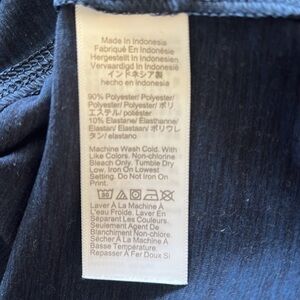 Made In Indonesia
Fabriqué En Indonésie
Hergestellt In Indonesien
Vervaardigd In Indonesie
インドネシア製
hecho en indonesia
90% Polyester/ Polyester/
Polyester/ Polyester/ ポリ
エステル/ poliéster
10% Elastane/ Élasthanne/
Elastan/ Elastaan/ ポリウレ
タン/ elastano
Machine Wash Cold. With
Like Colors. Non-chlorine
Bleach Only. Tumble Dry
Low. Iron on Lowest
Setting. Do Not Iron On
Print.
Laver À La Machine À
L'eau Froide. Laver En
Séparant Les Couleurs.
Seulement Agent De
Blanchiment Non-chlore.
Sécher À La Machine À
Basse Température.
Repasser À Fer Doux Si